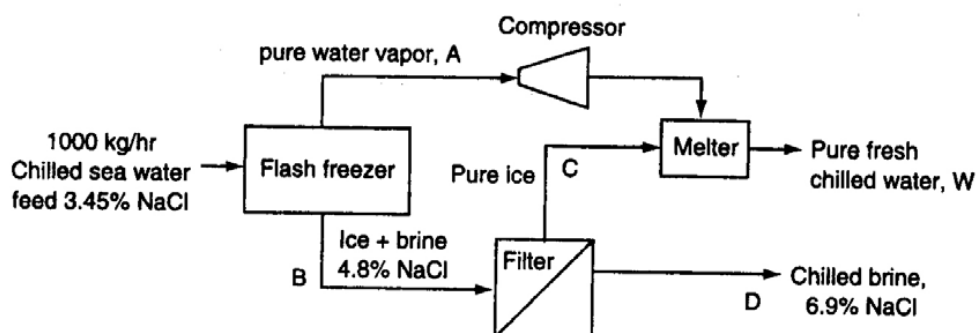 Compressor
pure water vapor, A
1000 kg/hr
Chilled sea water
feed 3.45% NaCl
Flash freezer
Melter
Pure fresh
chilled water, W
Pure ice
C
Ice + brine
4.8% NaCl
B
Filter
Chilled brine,
6.9% NaCl
D